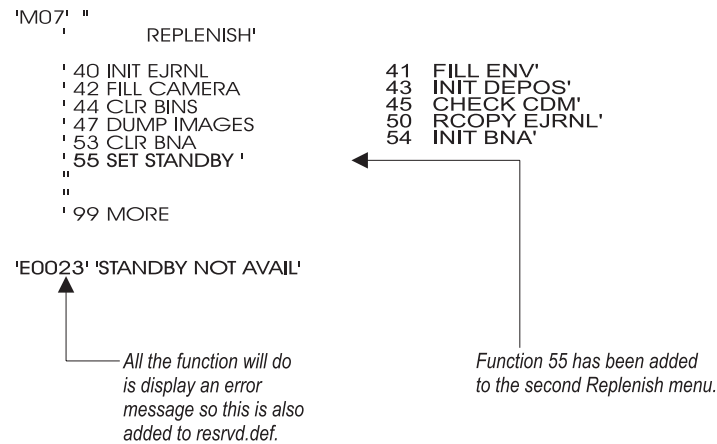 'M07' "
' REPLENISH'
' 40 INIT EJRNL 41 FILL ENV'
' 42 FILL CAMERA 43 INIT DEPOS'
' 44 CLR BINS 45 CHECK CDM'
' 47 DUMP IMAGES 50 RCOPY EJRNL'
' 53 CLR BNA 54 INIT BNA'
' 55 SET STANDBY '
"
"
' 99 MORE
'E0023' 'STANDBY NOT AVAIL'
All the function will do
is display an error
message so this is also
added to resrvd.def.
Function 55 has been added
to the second Replenish menu.